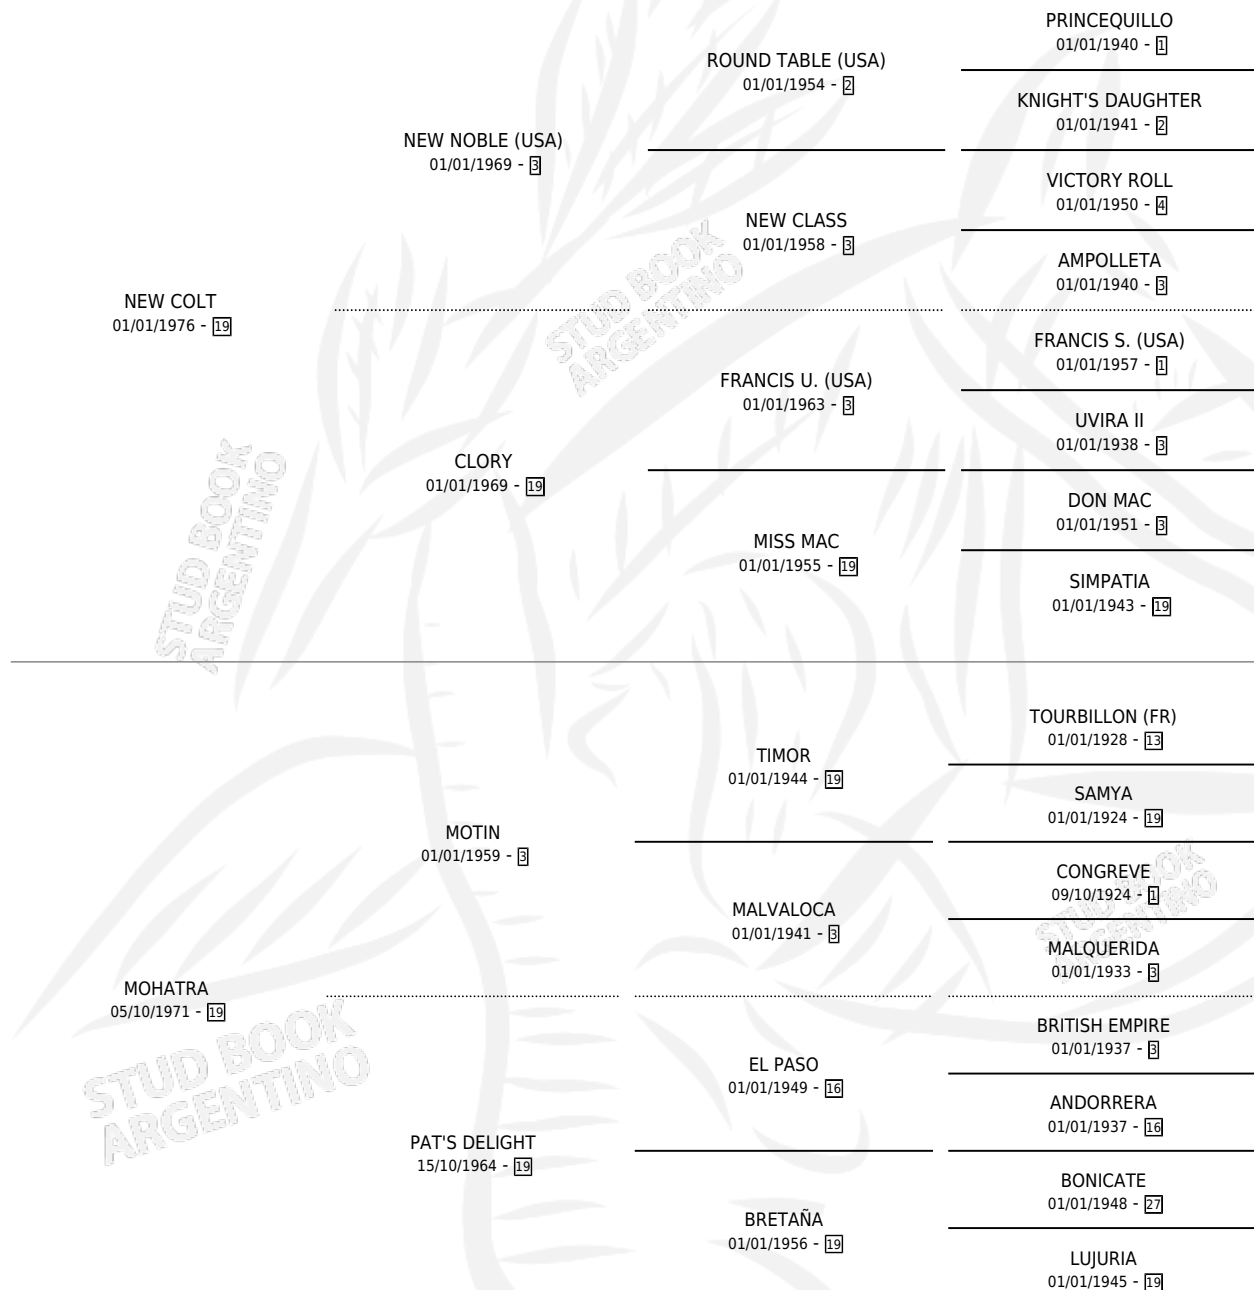 NEW COLT
01/01/1976 - 19
NEW NOBLE (USA)
01/01/1969 - 3
CLORY
01/01/1969 - 19
ROUND TABLE (USA)
01/01/1954 - 2
NEW CLASS
01/01/1958 - 3
FRANCIS U. (USA)
01/01/1963 - 3
MISS MAC
01/01/1955 - 19
PRINCEQUILLO
01/01/1940 - 1
KNIGHT'S DAUGHTER
01/01/1941 - 2
VICTORY ROLL
01/01/1950 - 4
AMPOLLETA
01/01/1940 - 3
FRANCIS S. (USA)
01/01/1957 - 1
UVIRA II
01/01/1938 - 3
DON MAC
01/01/1951 - 3
SIMPATIA
01/01/1943 - 19
STUD BOOK
ARGENTINO
STUD BOOK
ARGENTINO
MOHATRA
05/10/1971 - 19
MOTIN
01/01/1959 - 3
PAT'S DELIGHT
15/10/1964 - 19
TIMOR
01/01/1944 - 19
MALVALOCA
01/01/1941 - 3
EL PASO
01/01/1949 - 16
BRETAÑA
01/01/1956 - 19
TOURBILLON (FR)
01/01/1928 - 13
SAMYA
01/01/1924 - 19
CONGREVE
09/10/1924 - 1
MALQUERIDA
01/01/1933 - 3
BRITISH EMPIRE
01/01/1937 - 3
ANDORRERA
01/01/1937 - 16
BONICATE
01/01/1948 - 27
LUJURIA
01/01/1945 - 19
STUD BOOK
ARGENTINO
STUD BOOK
ARGENTINO